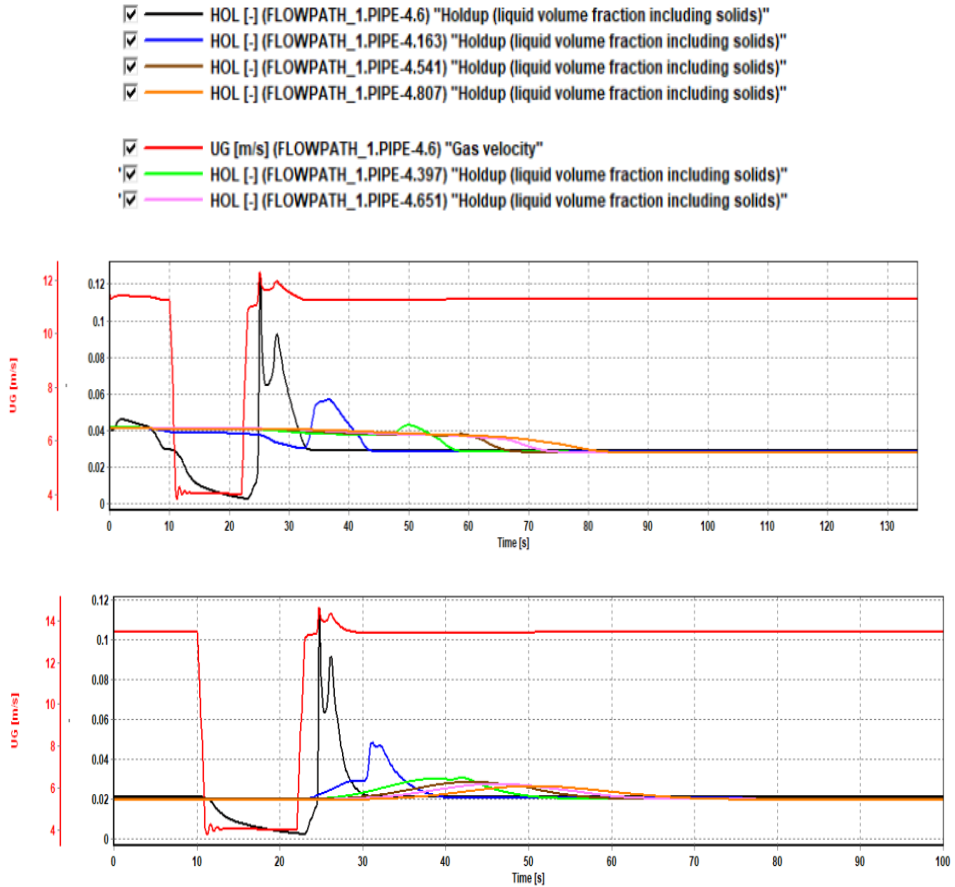 HOL [-] (FLOWPATH_1.PIPE-4.6) "Holdup (liquid volume fraction including solids)"
HOL [-] (FLOWPATH_1.PIPE-4.163) "Holdup (liquid volume fraction including solids)"
HOL [-] (FLOWPATH_1.PIPE-4.541) "Holdup (liquid volume fraction including solids)"
HOL [-] (FLOWPATH_1.PIPE-4.807) "Holdup (liquid volume fraction including solids)"
UG [m/s] (FLOWPATH_1.PIPE-4.6) "Gas velocity"
' HOL [-] (FLOWPATH_1.PIPE-4.397) "Holdup (liquid volume fraction including solids)"
' HOL [-] (FLOWPATH_1.PIPE-4.651) "Holdup (liquid volume fraction including solids)"
UG [m/s]
12
10
8
6
4
-
0.12
0.1
0.08
0.06
0.04
0.02
0
0 10 20 30 40 50 60 70 80 90 100 110 120 130
Time [s]
UG [m/s]
14
12
10
8
6
4
-
0.12
0.1
0.08
0.06
0.04
0.02
0
0 10 20 30 40 50 60 70 80 90 100
Time [s]